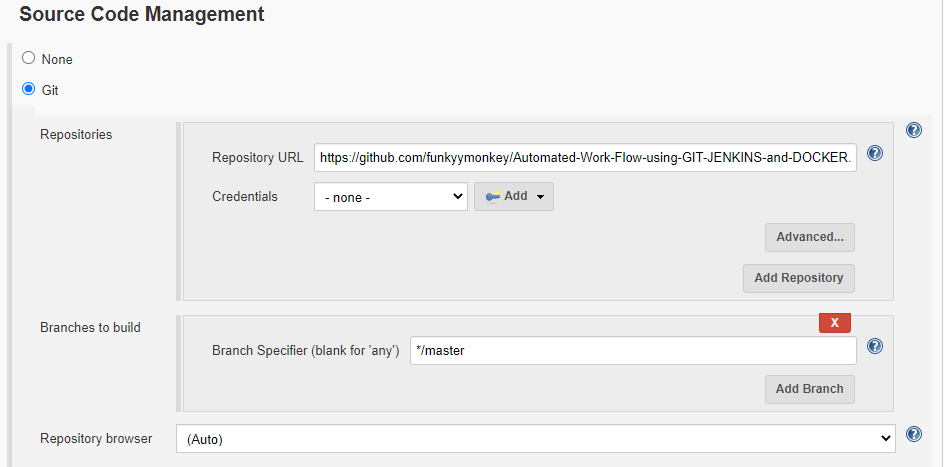 Source Code Management
None
Git
Repositories
Repository URL https://github.com/funkyymonkey/Automated-Work-Flow-using-GIT-JENKINS-and-DOCKER.
Credentials - none - Add
Advanced...
Add Repository
Branches to build
X
Branch Specifier (blank for 'any') */master
Add Branch
Repository browser (Auto)